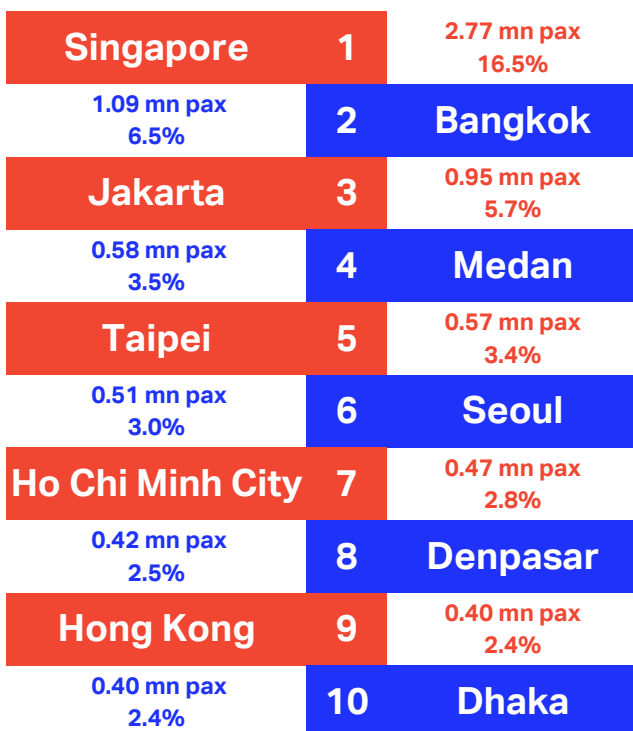 Singapore 1 2.77 mn pax
16.5%
1.09 mn pax 2 Bangkok
6.5%
Jakarta 3 0.95 mn pax
5.7%
0.58 mn pax 4 Medan
3.5%
Taipei 5 0.57 mn pax
3.4%
0.51 mn pax 6 Seoul
3.0%
Ho Chi Minh City 7 0.47 mn pax
2.8%
0.42 mn pax 8 Denpasar
2.5%
Hong Kong 9 0.40 mn pax
2.4%
0.40 mn pax 10 Dhaka
2.4%